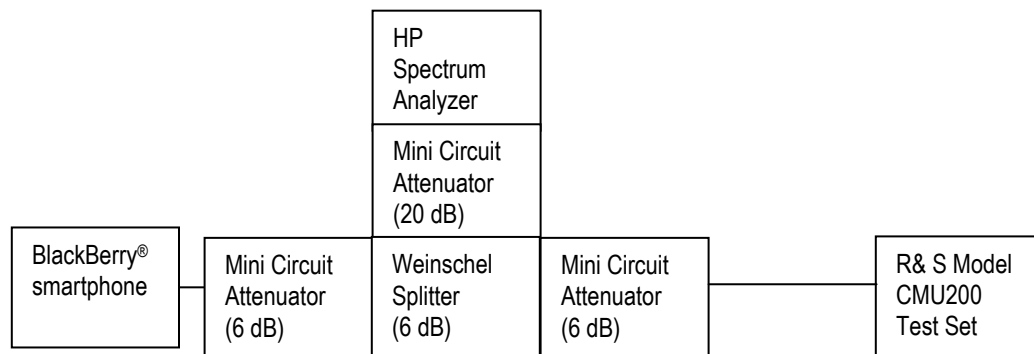 HP
Spectrum
Analyzer
Mini Circuit
Attenuator
(20 dB)
BlackBerry®
smartphone
Mini Circuit
Attenuator
(6 dB)
Weinschel
Splitter
(6 dB)
Mini Circuit
Attenuator
(6 dB)
R& S Model
CMU200
Test Set